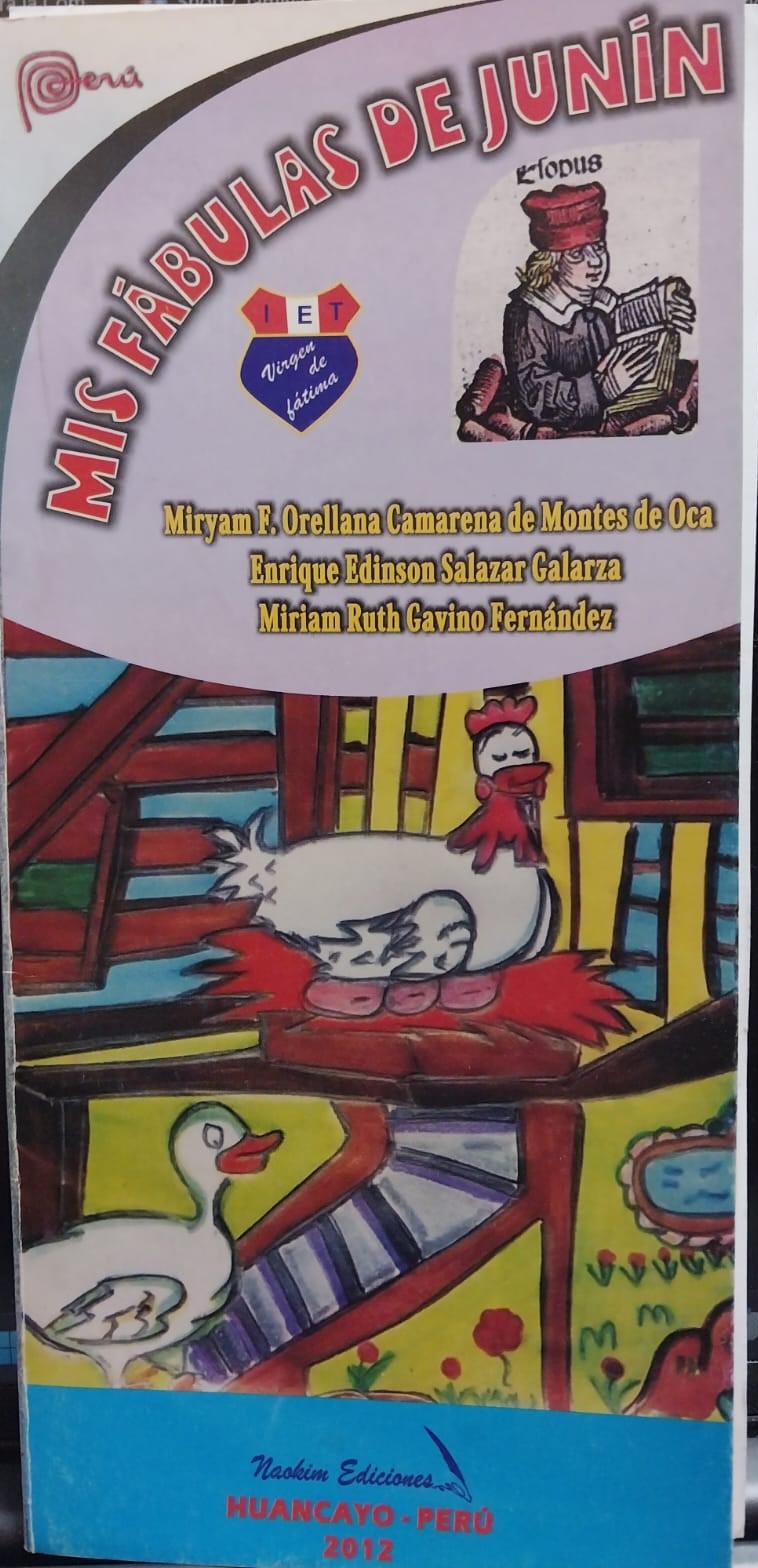 Perú
MIS FÁBULAS DE JUNÍN
Esopus
I E T
Virgen
de
fátima
Miryam F. Orellana Camarena de Montes de Oca
Enrique Edinson Salazar Galarza
Miriam Ruth Gavino Fernández
Naokim Ediciones
HUANCAYO - PERÚ
2012